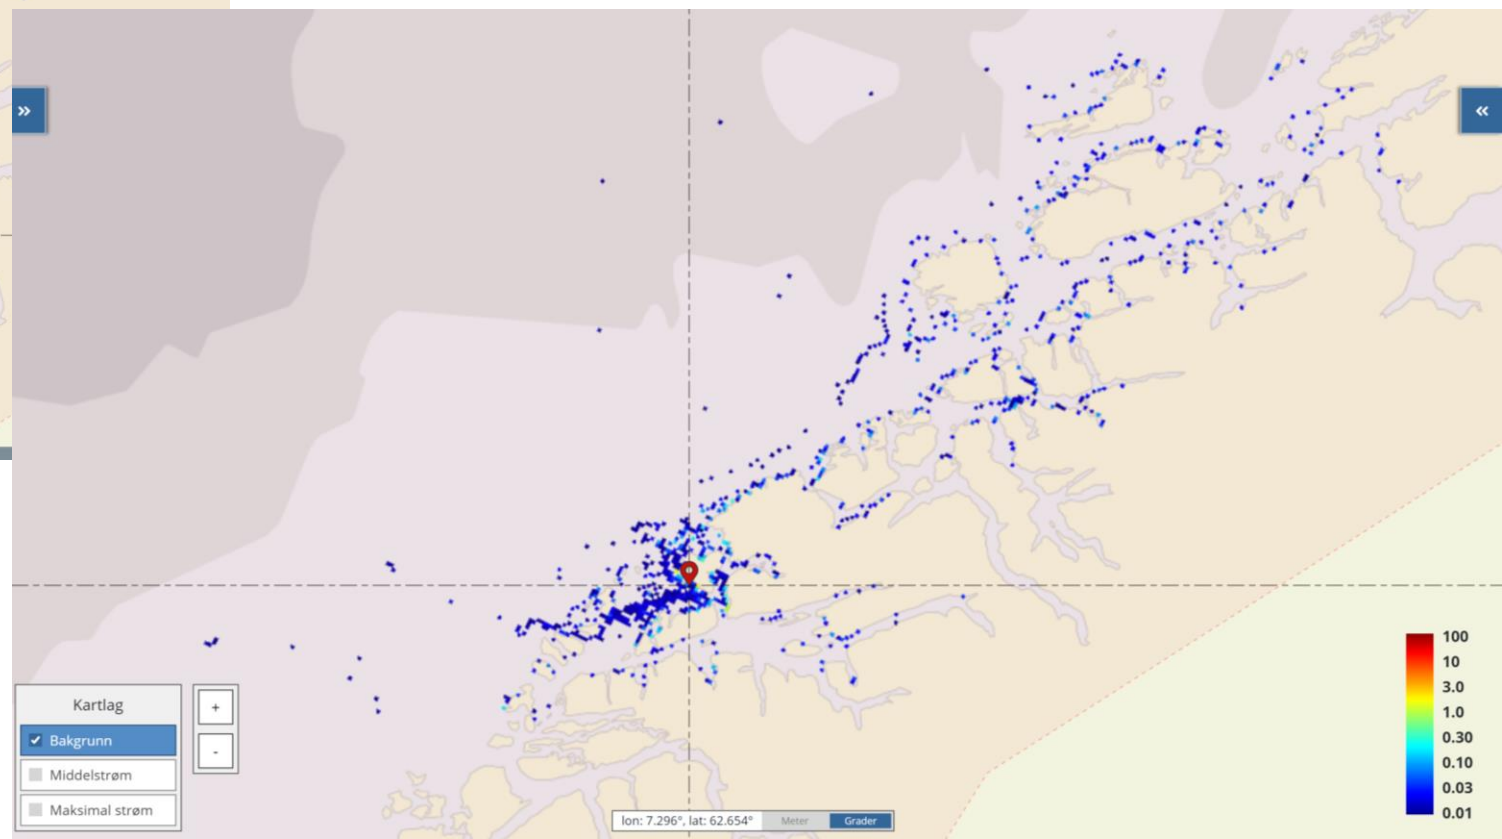 »
«
Kartlag
Bakgrunn
Middelstrøm
Maksimal strøm
+
-
lon: 7.296°, lat: 62.654°
Meter
Grader
100
10
3.0
1.0
0.30
0.10
0.03
0.01